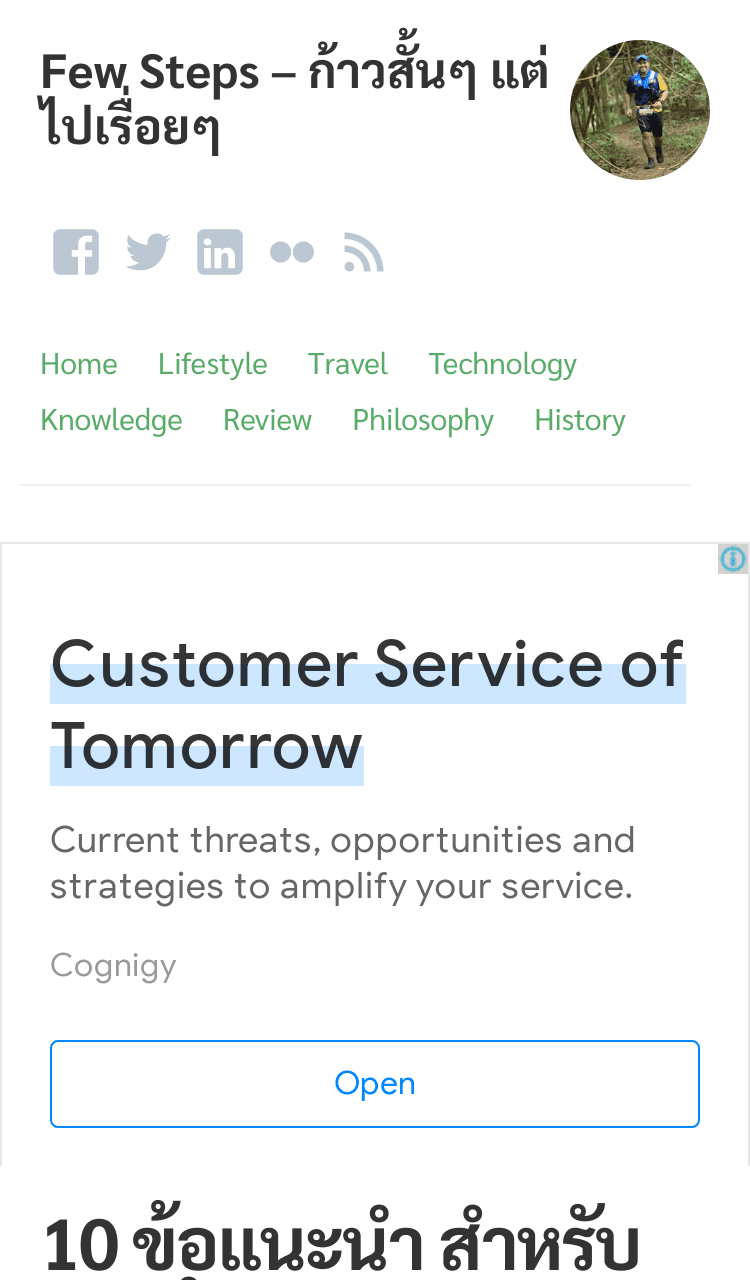 Few Steps – ก้าวสั้นๆ แต่
ไปเรื่อยๆ
Home Lifestyle Travel Technology
Knowledge Review Philosophy History
Customer Service of
Tomorrow
Current threats, opportunities and
strategies to amplify your service.
Cognigy
Open
10 ข้อแนะนำ สำหรับ